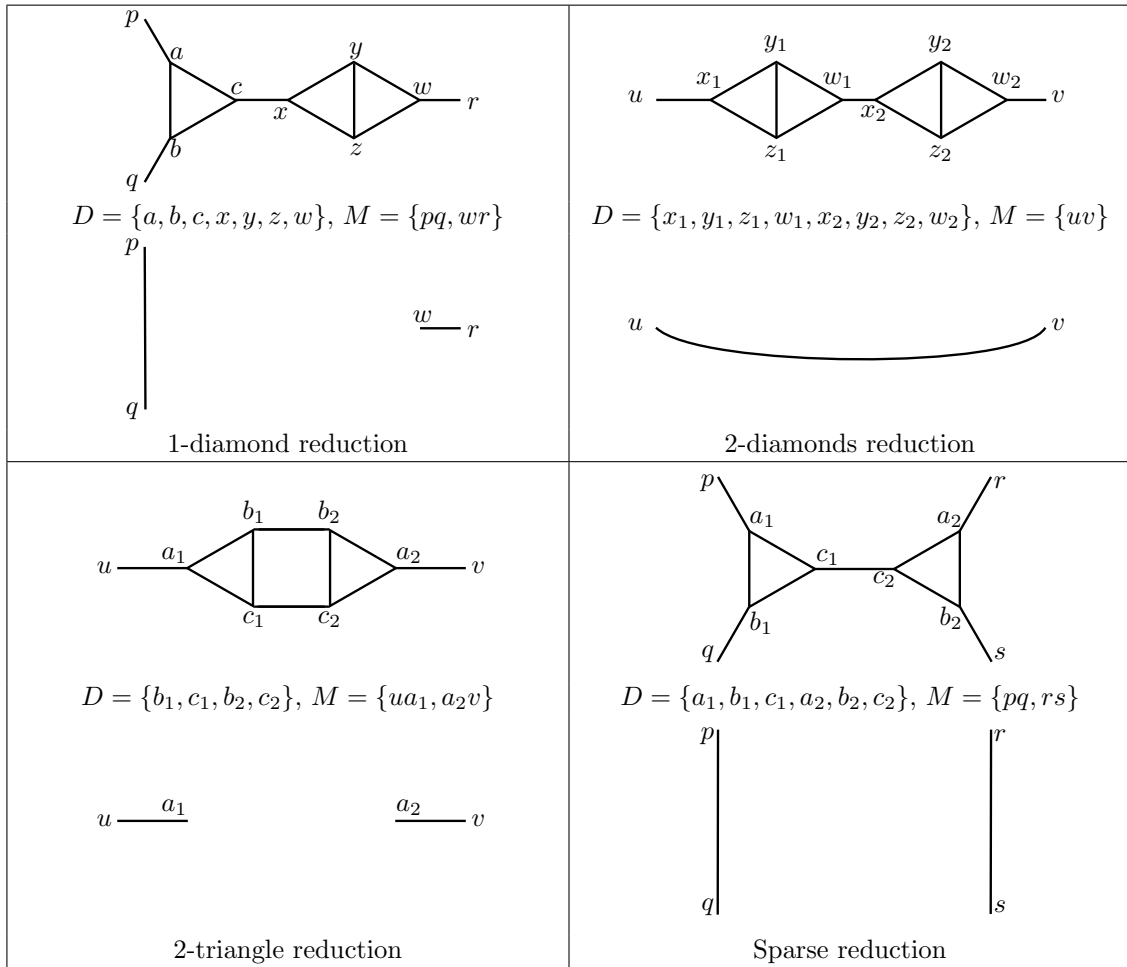 p
a
y
c
w
r
x
b
z
q
D = {a, b, c, x, y, z, w}, M = {pq, wr}
p
w
r
q
1-diamond reduction
y₁
y₂
x₁
w₁
w₂
u
v
x₂
z₁
z₂
D = {x₁, y₁, z₁, w₁, x₂, y₂, z₂, w₂}, M = {uv}
u
v
2-diamonds reduction
b₁
b₂
a₁
a₂
u
v
c₁
c₂
D = {b₁, c₁, b₂, c₂}, M = {ua₁, a₂v}
a₁
a₂
u
v
2-triangle reduction
p
r
a₁
a₂
c₁
c₂
b₁
b₂
q
s
D = {a₁, b₁, c₁, a₂, b₂, c₂}, M = {pq, rs}
p
r
q
s
Sparse reduction